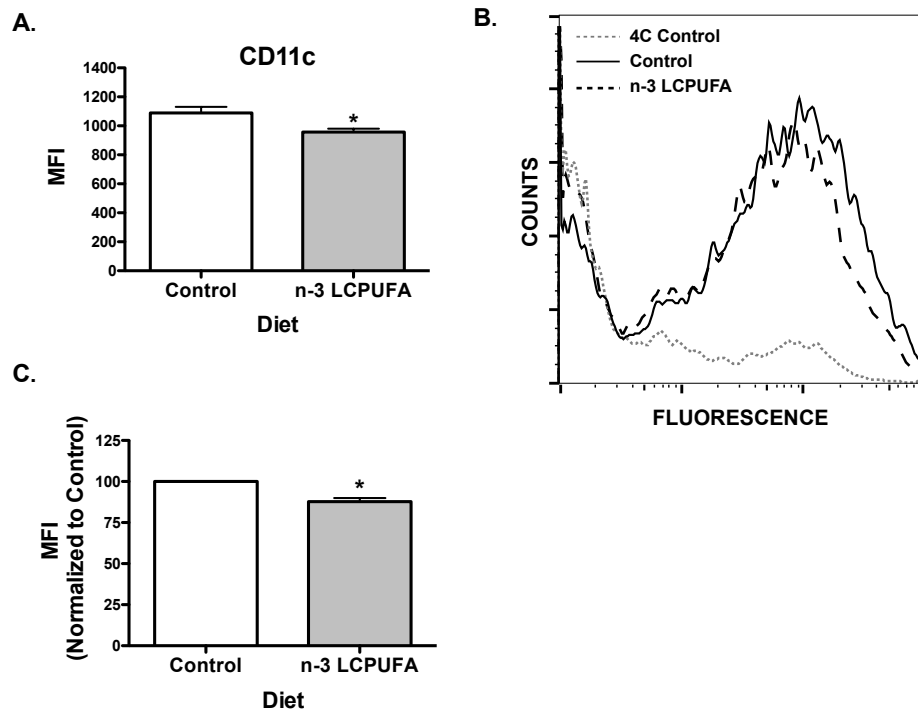 A.
CD11c
1400
1200
1000
800
600
400
200
0
MFI
*
Control
n-3 LCPUFA
Diet
B.
4C Control
Control
n-3 LCPUFA
COUNTS
FLUORESCENCE
C.
125
100
75
50
25
0
MFI
(Normalized to Control)
*
Control
n-3 LCPUFA
Diet